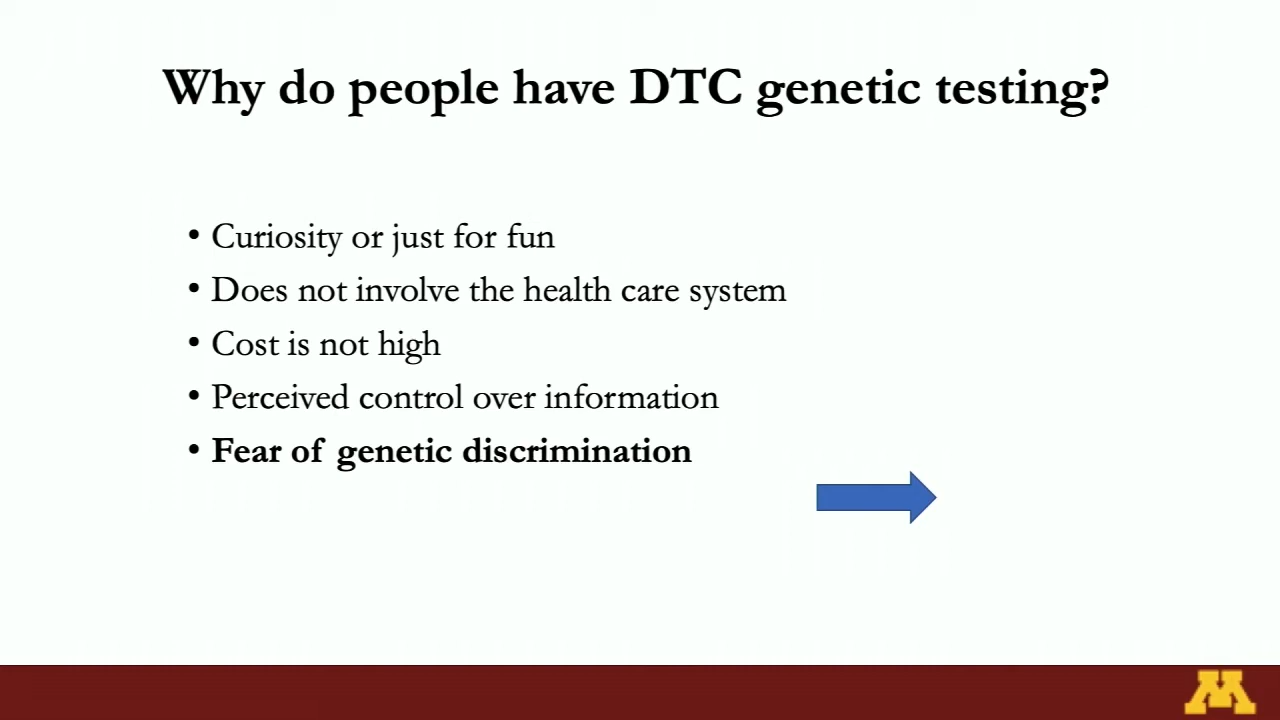 Why do people have DTC genetic testing?
• Curiosity or just for fun
• Does not involve the health care system
• Cost is not high
• Perceived control over information
• Fear of genetic discrimination
M